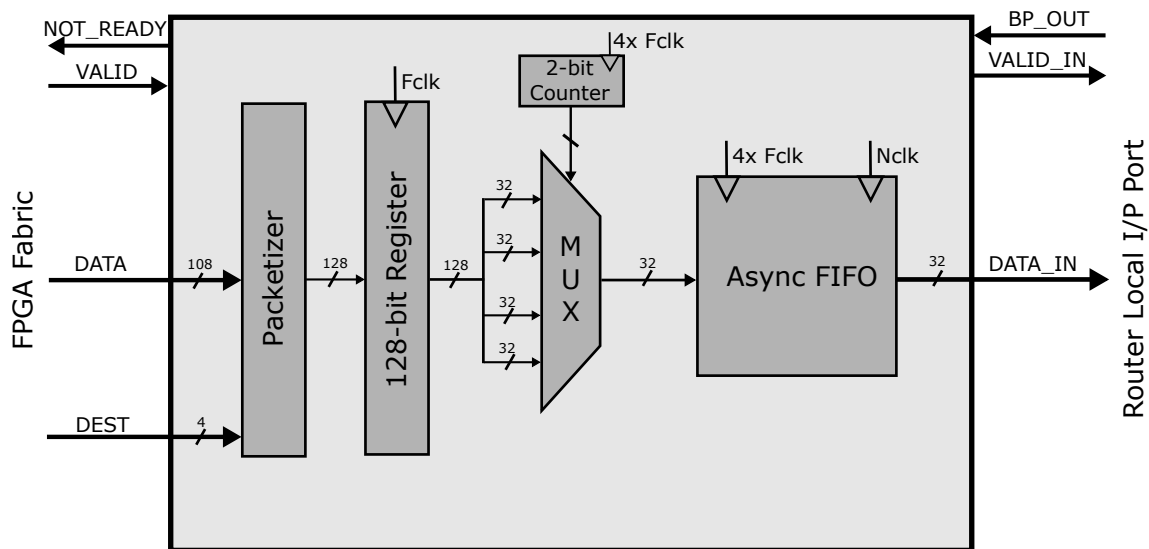 NOT_READY
VALID
BP_OUT
VALID_IN
4x Fclk
2-bit
Counter
Fclk
4x Fclk
Nclk
FPGA Fabric
DATA
108
Packetizer
128
128-bit Register
128
32
32
32
32
MUX
32
Async FIFO
32
DATA_IN
Router Local I/P Port
DEST
4